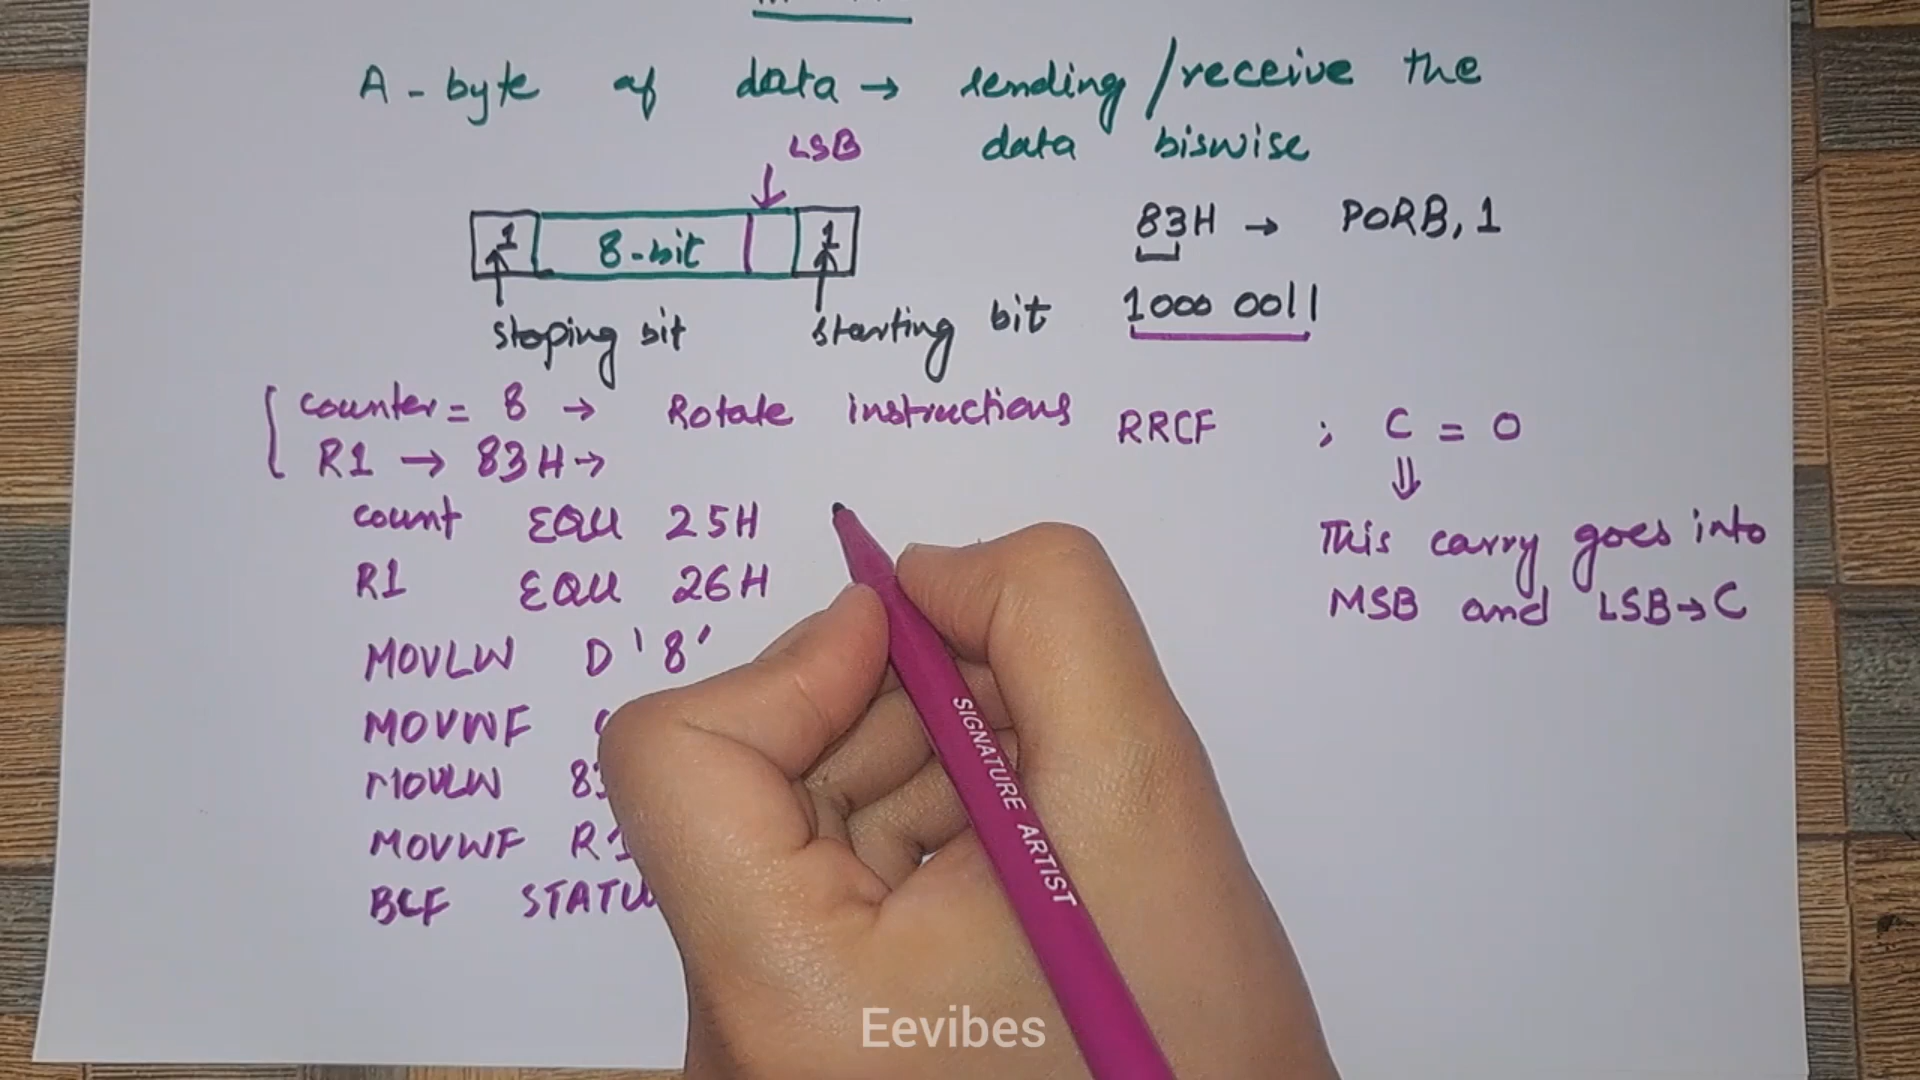 A - byte of data → sending / receive the
data biswise
LSB
1 8-bit 1
stoping bit starting bit
83H → PORB, 1
1000 0011
counter = 8 → Rotate instructions RRCF ; C = 0
R1 → 83H →
⇓
This carry goes into
MSB and LSB → C
count EQU 25H
R1 EQU 26H
MOVLW D '8'
MOVWF
MOVLW
MOVWF R1
BCF
SIGNATURE ARTIST
Eevibes